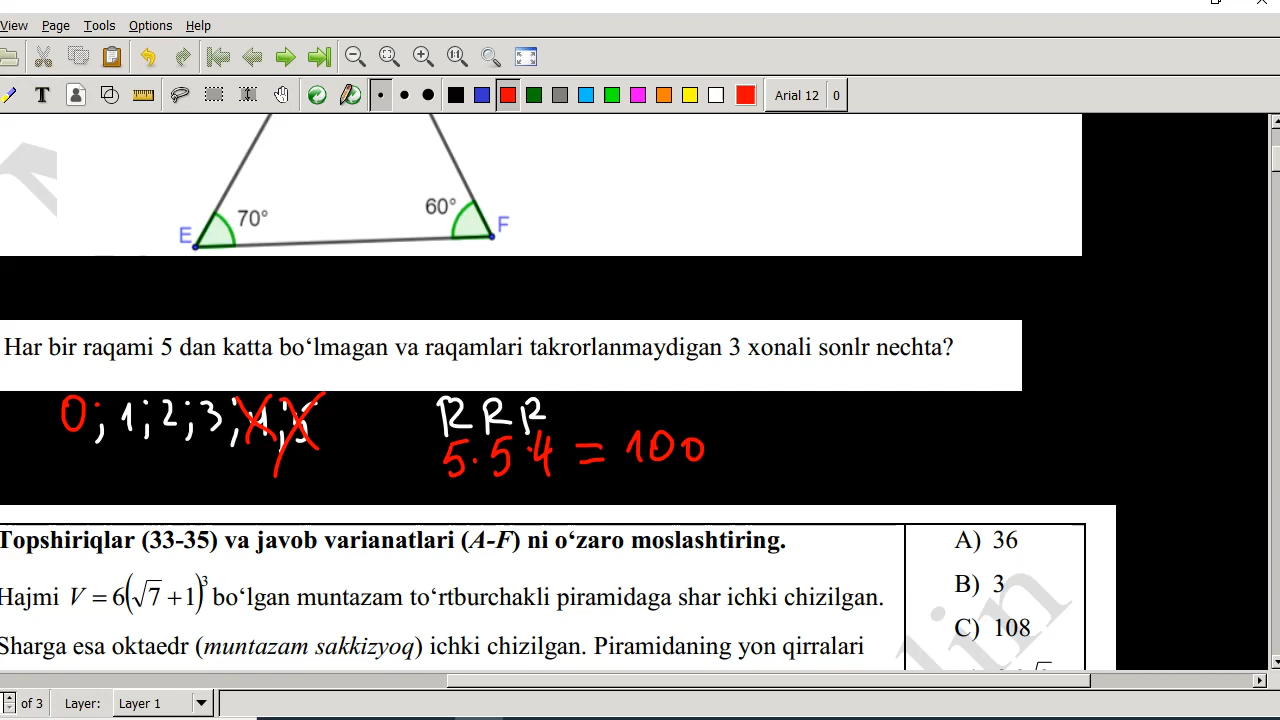 View Page Tools Options Help
Arial 12 0
70°
60°
E
F
Har bir raqami 5 dan katta bo‘lmagan va raqamlari takrorlanmaydigan 3 xonali sonlr nechta?
0; 1; 2; 3; 4; 5
R R R
5 · 5 · 4 = 100
Topshiriqlar (33-35) va javob varianatlari (A-F) ni o‘zaro moslashtiring.
A) 36
Hajmi V = 6(√7 + 1)³ bo‘lgan muntazam to‘rtburchakli piramidaga shar ichki chizilgan.
B) 3
Sharga esa oktaedr (muntazam sakkizyoq) ichki chizilgan. Piramidaning yon qirralari
C) 108
of 3 Layer: Layer 1